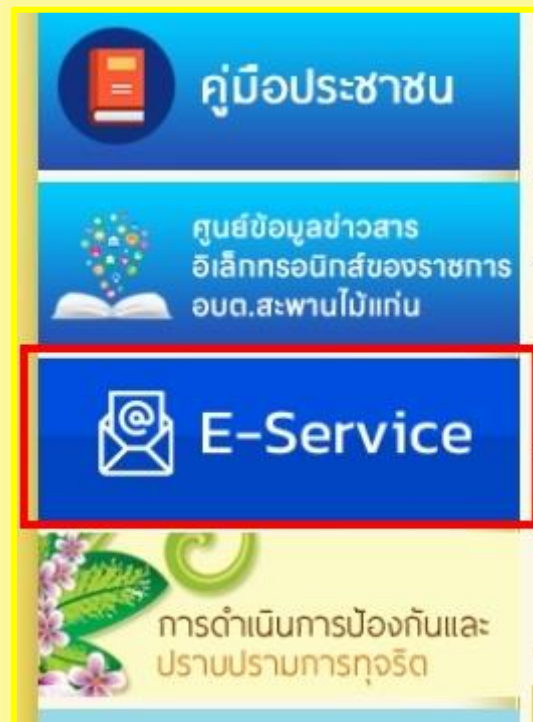 คู่มือประชาชน
ศูนย์ข้อมูลข่าวสาร
อิเล็กทรอนิกส์ของราชการ
อบต.สะพานไม้แก่น
@ E-Service
การดำเนินการป้องกันและ
ปราบปรามการทุจริต